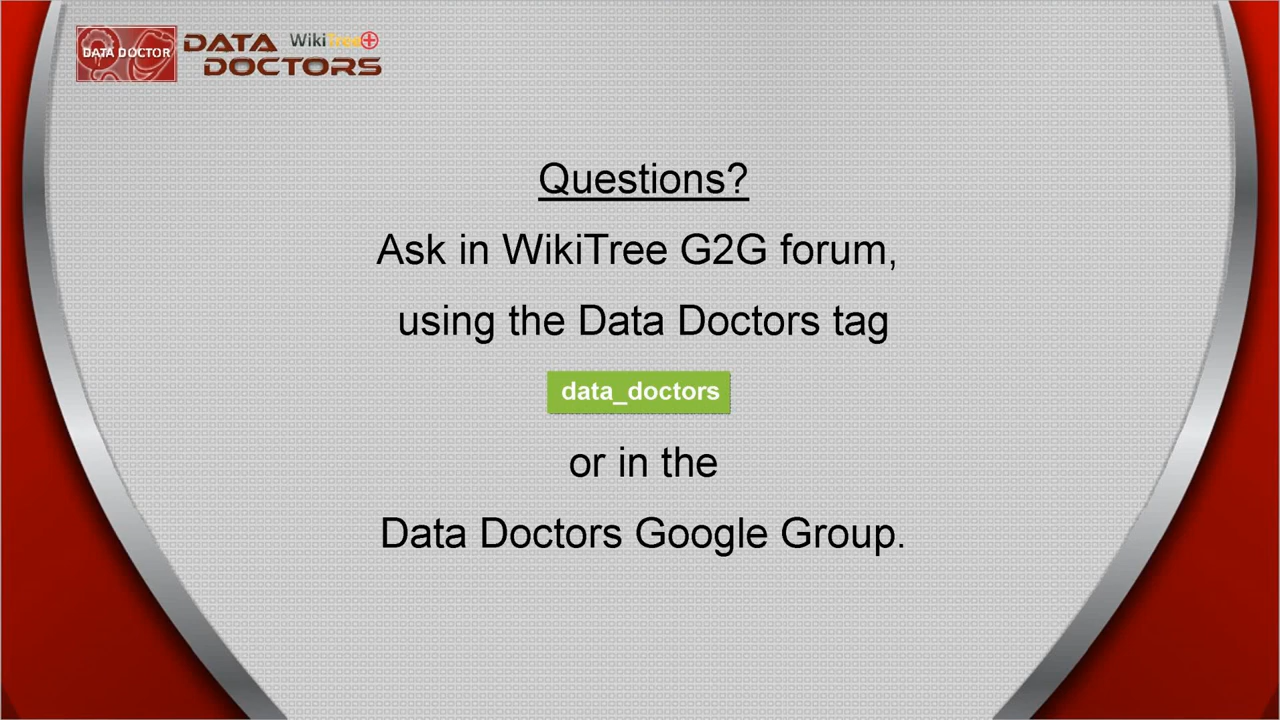 DATA DOCTOR
DATA WikiTree+
DOCTORS
Questions?
Ask in WikiTree G2G forum,
using the Data Doctors tag
data_doctors
or in the
Data Doctors Google Group.